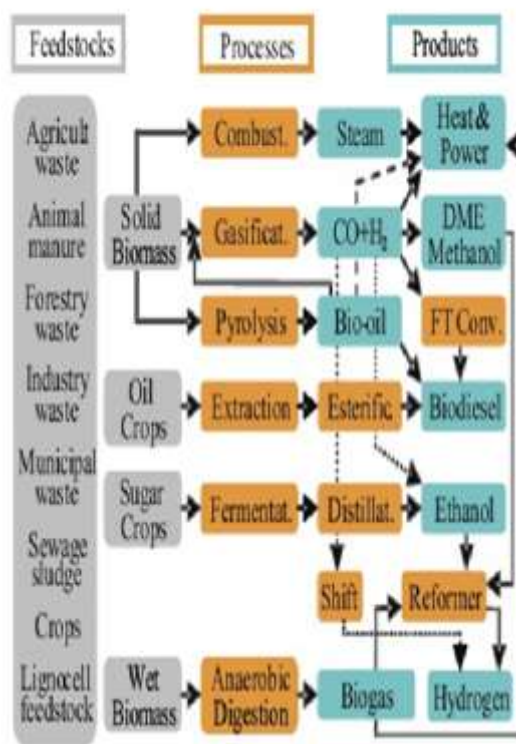 Feedstocks
Processes
Products
Agricult
waste
Animal
manure
Forestry
waste
Industry
waste
Municipal
waste
Sewage
sludge
Crops
Lignocell
feedstock
Solid
Biomass
Oil
Crops
Sugar
Crops
Wet
Biomass
Combust.
Steam
Heat &
Power
Gasificat.
CO+H₂
DME
Methanol
Pyrolysis
Bio-oil
FT Conv.
Extraction
Esterific.
Biodiesel
Fermentat.
Distillat.
Ethanol
Shift
Reformer
Anaerobic
Digestion
Biogas
Hydrogen